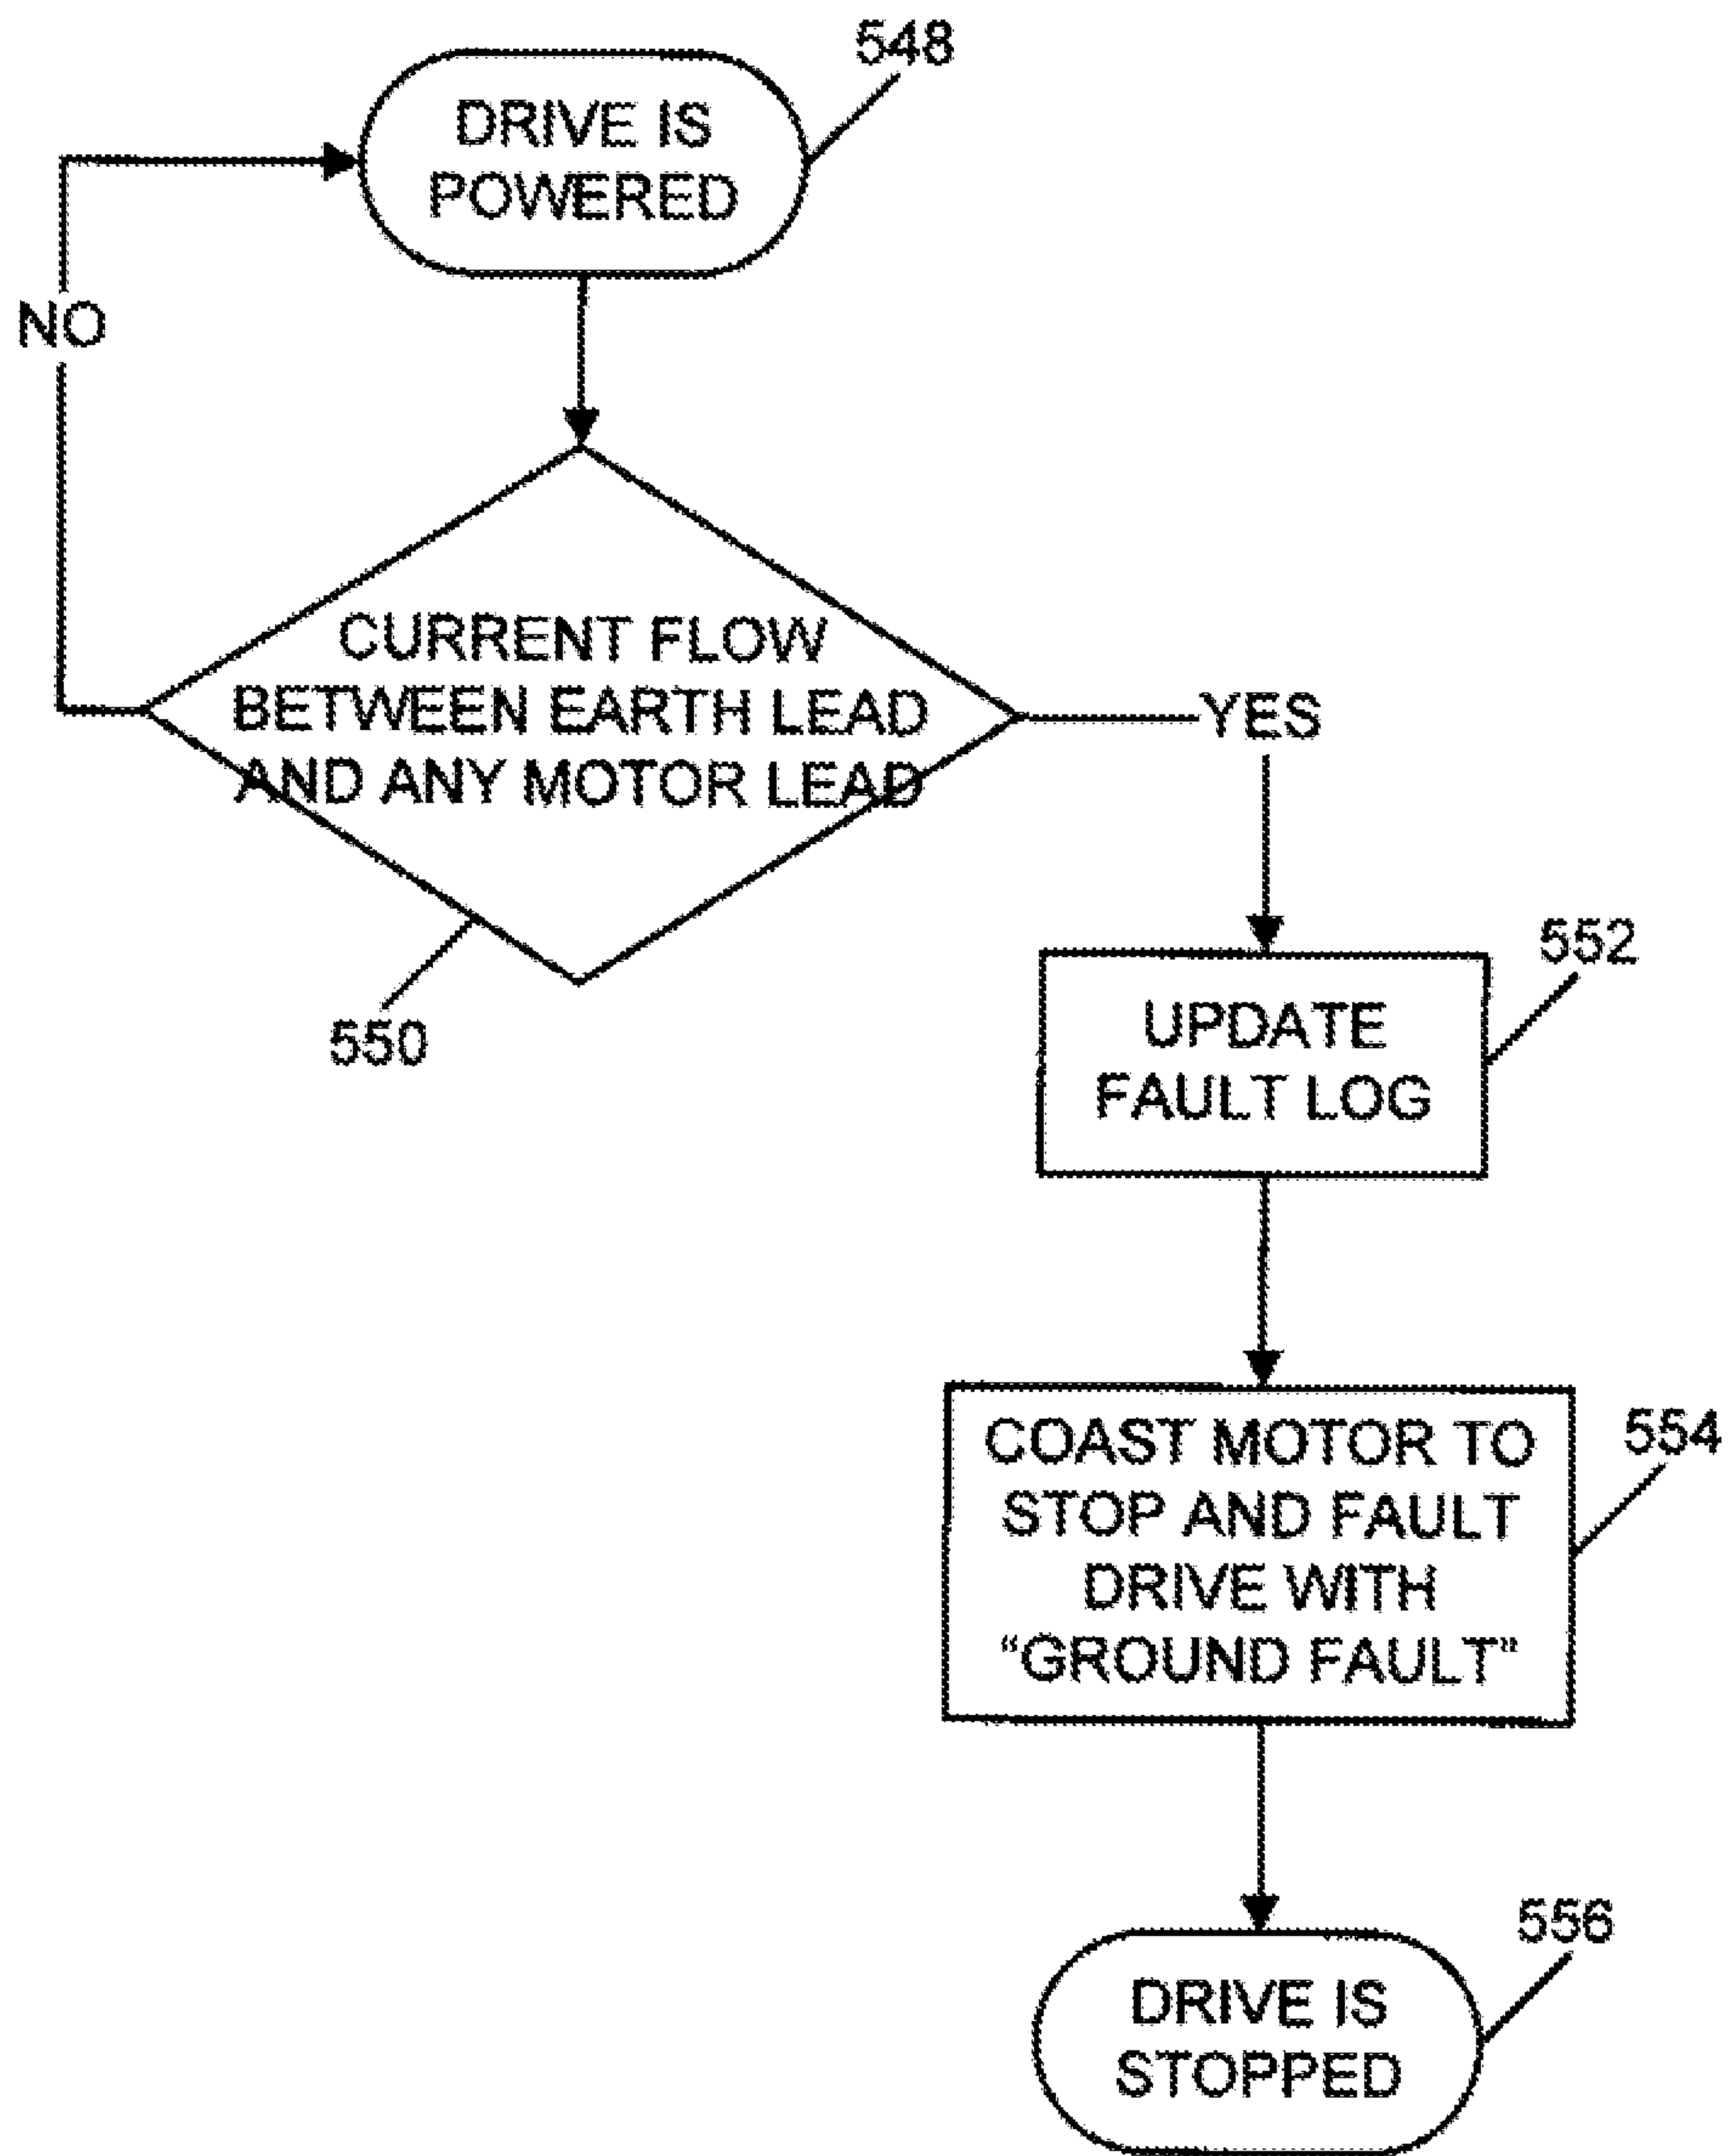 548
DRIVE IS
POWERED
NO
CURRENT FLOW
BETWEEN EARTH LEAD
AND ANY MOTOR LEAD
YES
550
552
UPDATE
FAULT LOG
554
COAST MOTOR TO
STOP AND FAULT
DRIVE WITH
“GROUND FAULT”
556
DRIVE IS
STOPPED